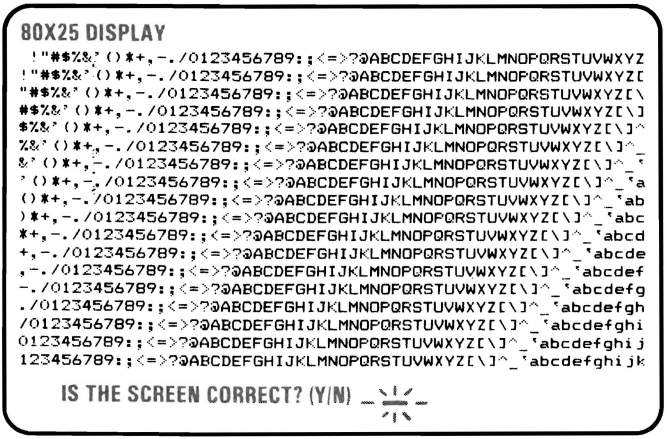 80X25 DISPLAY
 !"#$%&'()*+,-./0123456789:;<=>?@ABCDEFGHIJKLMNOPQRSTUVWXYZ
!"#$%&'()*+,-./0123456789:;<=>?@ABCDEFGHIJKLMNOPQRSTUVWXYZ[
"#$%&'()*+,-./0123456789:;<=>?@ABCDEFGHIJKLMNOPQRSTUVWXYZ[\
#$%&'()*+,-./0123456789:;<=>?@ABCDEFGHIJKLMNOPQRSTUVWXYZ[\]
$%&'()*+,-./0123456789:;<=>?@ABCDEFGHIJKLMNOPQRSTUVWXYZ[\]^
%&'()*+,-./0123456789:;<=>?@ABCDEFGHIJKLMNOPQRSTUVWXYZ[\]^_
&'()*+,-./0123456789:;<=>?@ABCDEFGHIJKLMNOPQRSTUVWXYZ[\]^_`
'()*+,-./0123456789:;<=>?@ABCDEFGHIJKLMNOPQRSTUVWXYZ[\]^_`a
()*+,-./0123456789:;<=>?@ABCDEFGHIJKLMNOPQRSTUVWXYZ[\]^_`ab
)*+,-./0123456789:;<=>?@ABCDEFGHIJKLMNOPQRSTUVWXYZ[\]^_`abc
*+,-./0123456789:;<=>?@ABCDEFGHIJKLMNOPQRSTUVWXYZ[\]^_`abcd
+,-./0123456789:;<=>?@ABCDEFGHIJKLMNOPQRSTUVWXYZ[\]^_`abcde
,-./0123456789:;<=>?@ABCDEFGHIJKLMNOPQRSTUVWXYZ[\]^_`abcdef
-./0123456789:;<=>?@ABCDEFGHIJKLMNOPQRSTUVWXYZ[\]^_`abcdefg
./0123456789:;<=>?@ABCDEFGHIJKLMNOPQRSTUVWXYZ[\]^_`abcdefgh
/0123456789:;<=>?@ABCDEFGHIJKLMNOPQRSTUVWXYZ[\]^_`abcdefghi
0123456789:;<=>?@ABCDEFGHIJKLMNOPQRSTUVWXYZ[\]^_`abcdefghij
123456789:;<=>?@ABCDEFGHIJKLMNOPQRSTUVWXYZ[\]^_`abcdefghijk
IS THE SCREEN CORRECT? (Y/N) _